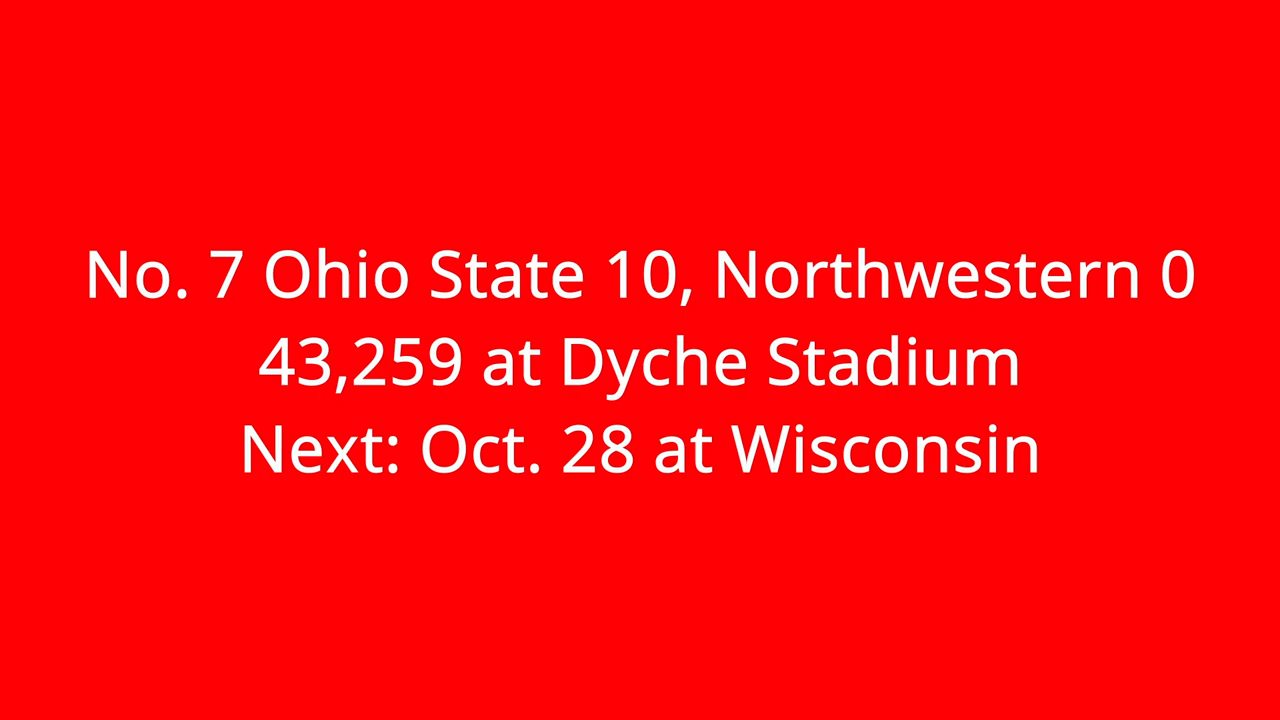 No. 7 Ohio State 10, Northwestern 0
43,259 at Dyche Stadium
Next: Oct. 28 at Wisconsin